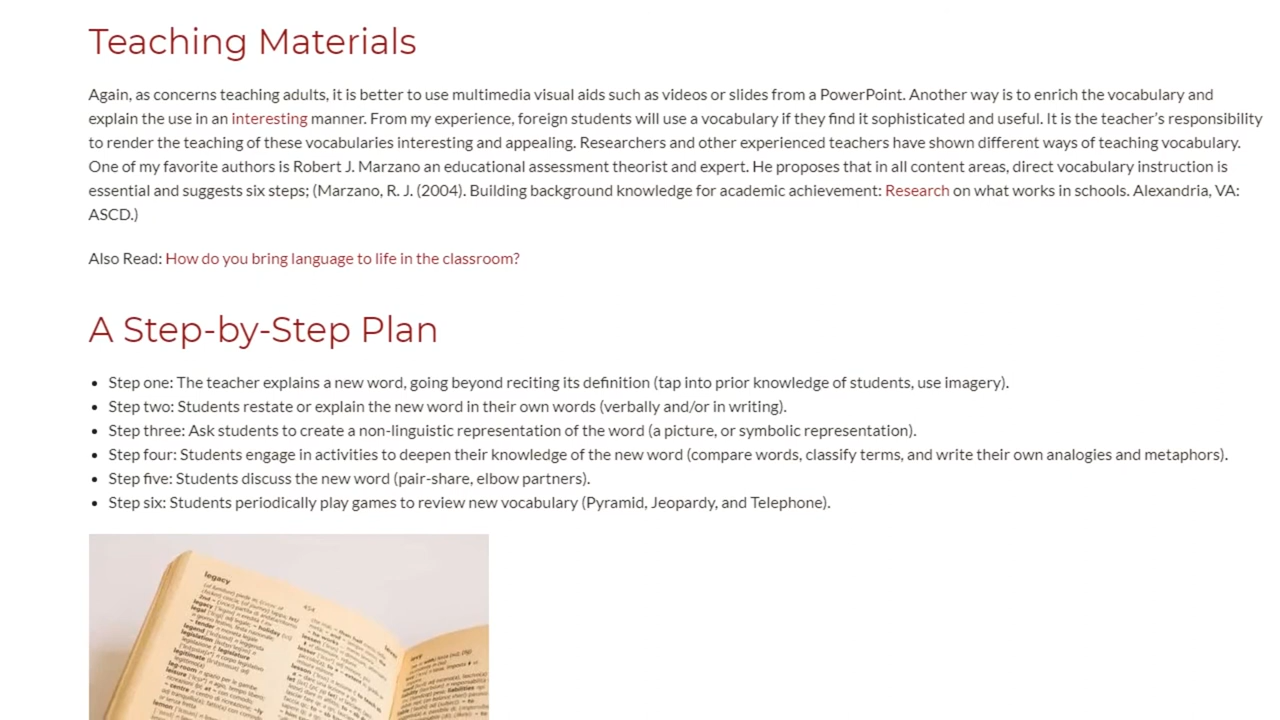 Teaching Materials
Again, as concerns teaching adults, it is better to use multimedia visual aids such as videos or slides from a PowerPoint. Another way is to enrich the vocabulary and
explain the use in an interesting manner. From my experience, foreign students will use a vocabulary if they find it sophisticated and useful. It is the teacher's responsibility
to render the teaching of these vocabularies interesting and appealing. Researchers and other experienced teachers have shown different ways of teaching vocabulary.
One of my favorite authors is Robert J. Marzano an educational assessment theorist and expert. He proposes that in all content areas, direct vocabulary instruction is
essential and suggests six steps; (Marzano, R. J. (2004). Building background knowledge for academic achievement: Research on what works in schools. Alexandria, VA:
ASCD.)
Also Read: How do you bring language to life in the classroom?
A Step-by-Step Plan
• Step one: The teacher explains a new word, going beyond reciting its definition (tap into prior knowledge of students, use imagery).
• Step two: Students restate or explain the new word in their own words (verbally and/or in writing).
• Step three: Ask students to create a non-linguistic representation of the word (a picture, or symbolic representation).
• Step four: Students engage in activities to deepen their knowledge of the new word (compare words, classify terms, and write their own analogies and metaphors).
• Step five: Students discuss the new word (pair-share, elbow partners).
• Step six: Students periodically play games to review new vocabulary (Pyramid, Jeopardy, and Telephone).
legacy
454